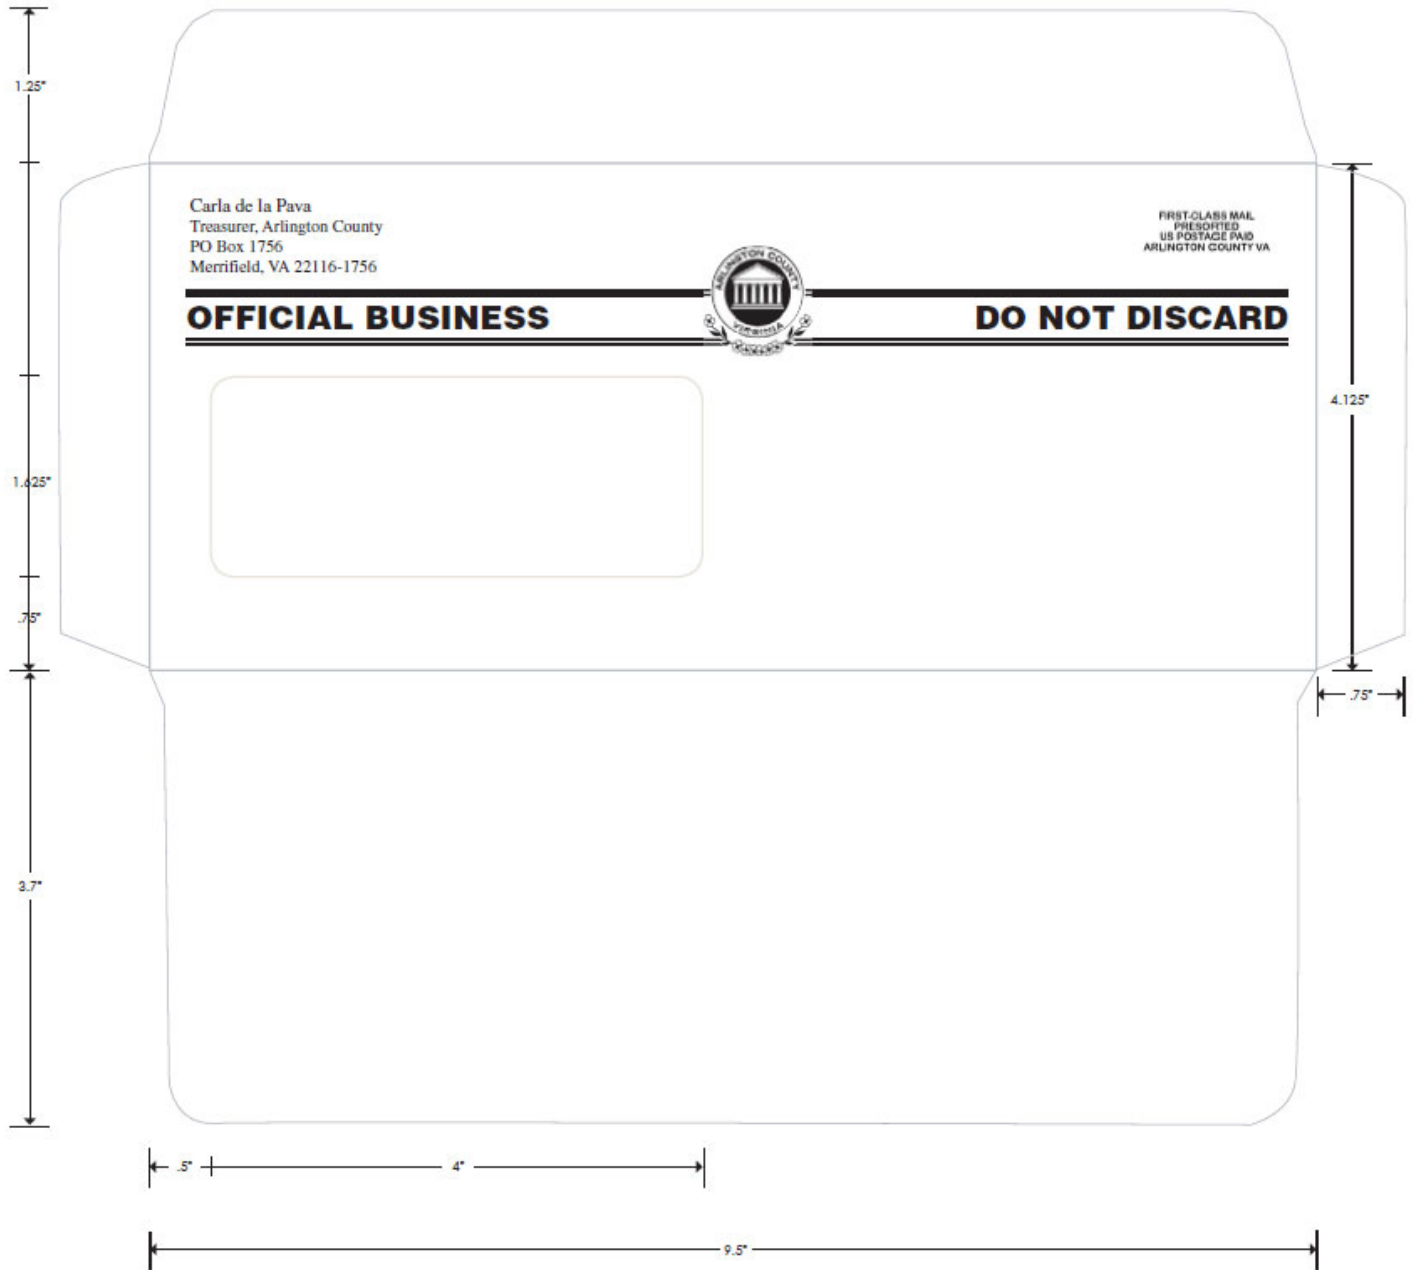 1.25"
Carla de la Pava
Treasurer, Arlington County
PO Box 1756
Merrifield, VA 22116-1756
FIRST-CLASS MAIL
PRESORTED
US POSTAGE PAID
ARLINGTON COUNTY VA
ARLINGTON COUNTY
VIRGINIA
OFFICIAL BUSINESS
DO NOT DISCARD
4.125"
1.625"
.75"
.75"
3.7"
.5"
4"
9.5"